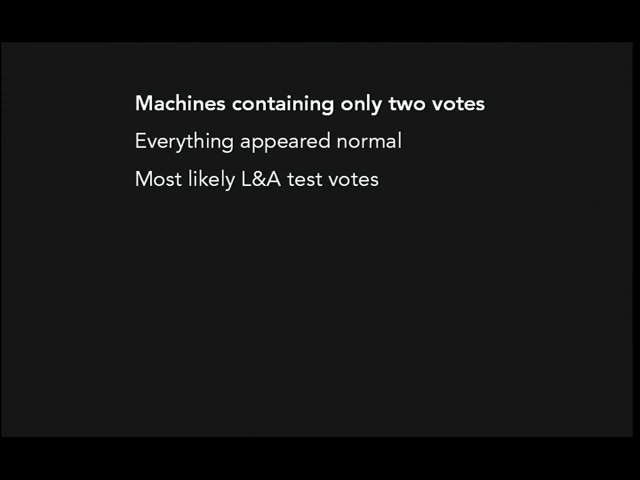 Machines containing only two votes
Everything appeared normal
Most likely L&A test votes